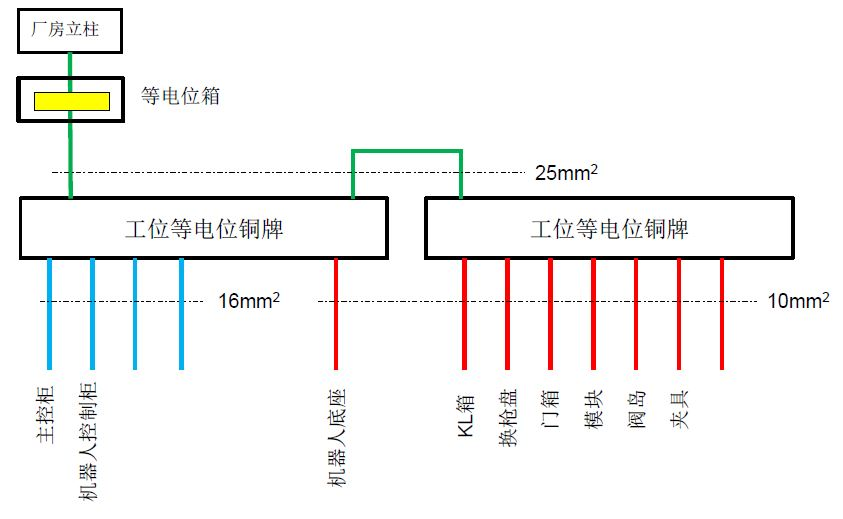 厂房立柱
等电位箱
25mm²
工位等电位铜牌
工位等电位铜牌
16mm²
10mm²
主控柜
机器人控制柜
机器人底座
KL箱
换枪盘
门箱
模块
阀岛
夹具